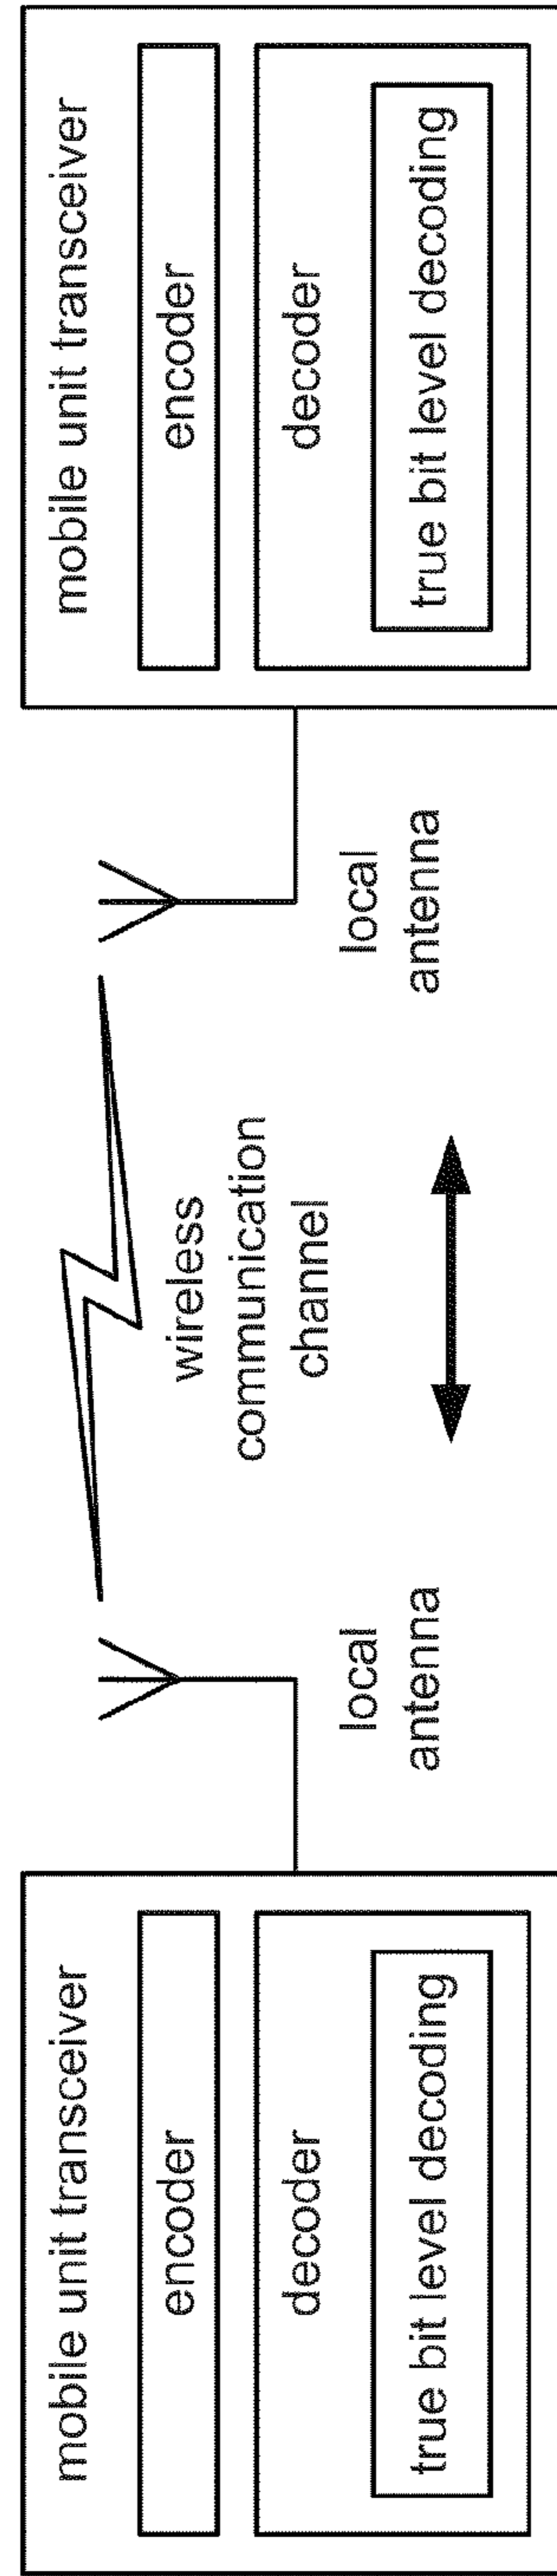 mobile unit transceiver
encoder
decoder
true bit level decoding
local
antenna
wireless
communication
channel
local
antenna
mobile unit transceiver
encoder
decoder
true bit level decoding